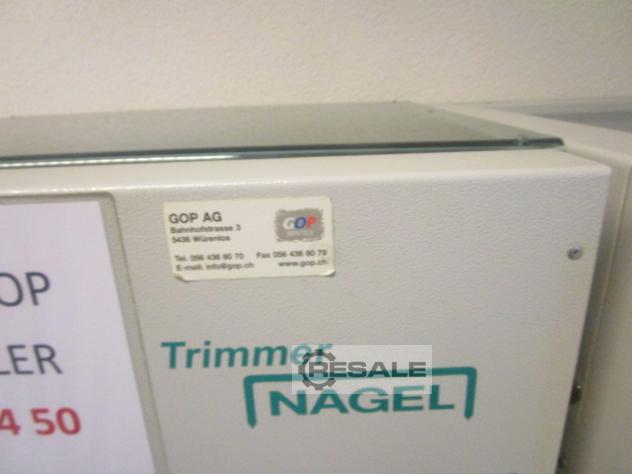 GOP AG
Bahnhofstrasse 3
5436 Würenlos
GOP
Tel. 056 436 80 70 Fax 056 436 80 79
E-mail: info@gop.ch www.gop.ch
OP
LER
4 50
Trimmer
RESALE
NAGEL